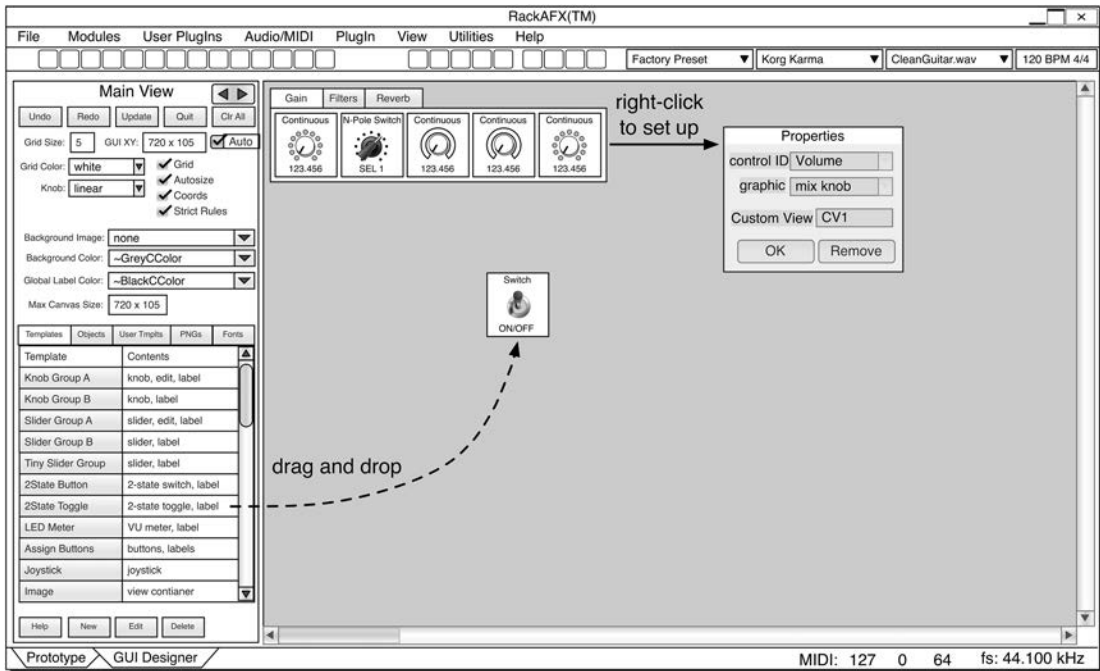 RackAFX(TM)
File Modules User PlugIns Audio/MIDI PlugIn View Utilities Help
Factory Preset Korg Karma CleanGuitar.wav 120 BPM 4/4
Main View
Undo Redo Update Quit Clr All
Grid Size: 5 GUI XY: 720 x 105 Auto
Grid Color: white Grid
Autosize
Knob: linear
Coords
Strict Rules
Background Image: none
Background Color: ~GreyCColor
Global Label Color: ~BlackCColor
Max Canvas Size: 720 x 105
Templates Objects User Tmplts PNGs Fonts
Template Contents
Knob Group A knob, edit, label
Knob Group B knob, label
Slider Group A slider, edit, label
Slider Group B slider, label
Tiny Slider Group slider, label
2State Button 2-state switch, label
2State Toggle 2-state toggle, label
LED Meter VU meter, label
Assign Buttons buttons, labels
Joystick joystick
Image view contianer
Help New Edit Delete
Gain Filters Reverb
Continuous N-Pole Switch Continuous Continuous Continuous
123.456 SEL 1 123.456 123.456 123.456
right-click
to set up
Properties
control ID Volume
graphic mix knob
Custom View CV1
OK Remove
Switch
ON/OFF
drag and drop
Prototype GUI Designer
MIDI: 127 0 64 fs: 44.100 kHz